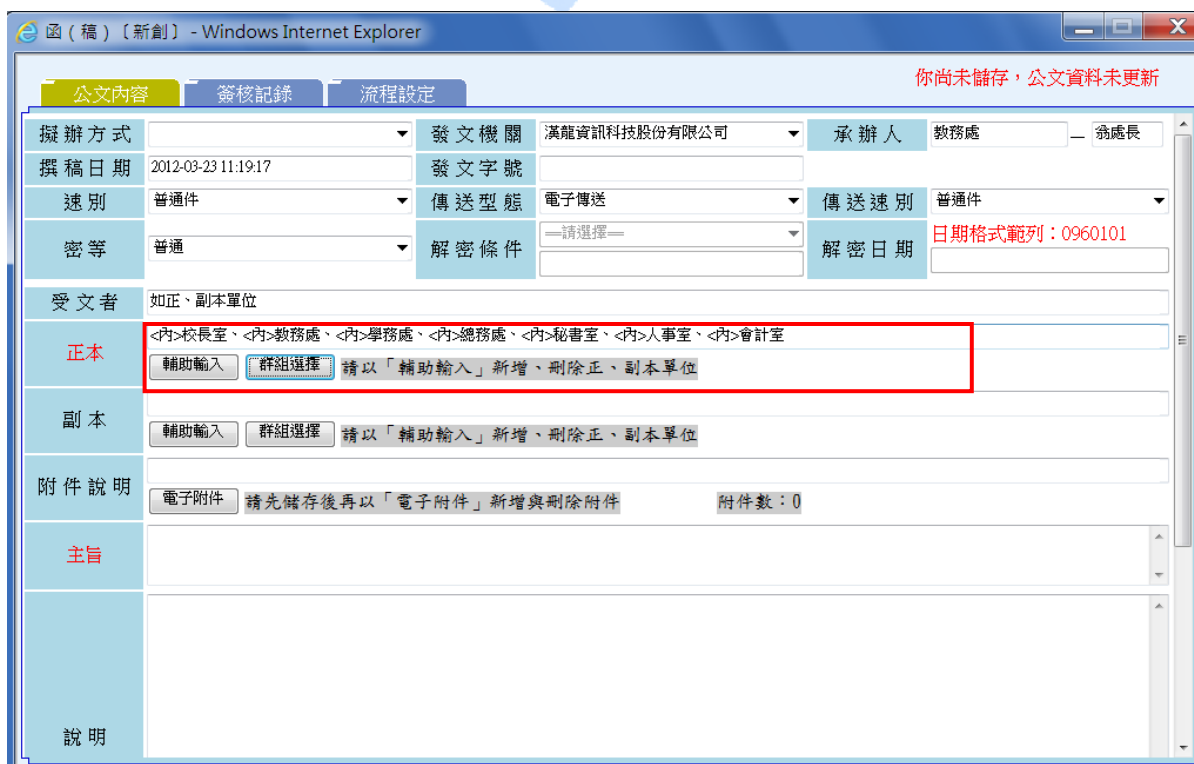 函（稿）〔新創〕 - Windows Internet Explorer
你尚未儲存，公文資料未更新
公文內容 簽核記錄 流程設定
擬辦方式 發文機關 漢龍資訊科技股份有限公司 承辦人 教務處 — 翁處長
撰稿日期 2012-03-23 11:19:17 發文字號
速別 普通件 傳送型態 電子傳送 傳送速別 普通件
密等 普通 解密條件 ══請選擇══ 解密日期 日期格式範列：0960101
受文者 如正、副本單位
正本 <內>校長室、<內>教務處、<內>學務處、<內>總務處、<內>秘書室、<內>人事室、<內>會計室
輔助輸入 群組選擇 請以「輔助輸入」新增、刪除正、副本單位
副本
輔助輸入 群組選擇 請以「輔助輸入」新增、刪除正、副本單位
附件說明
電子附件 請先儲存後再以「電子附件」新增與刪除附件 附件數：0
主旨
說明